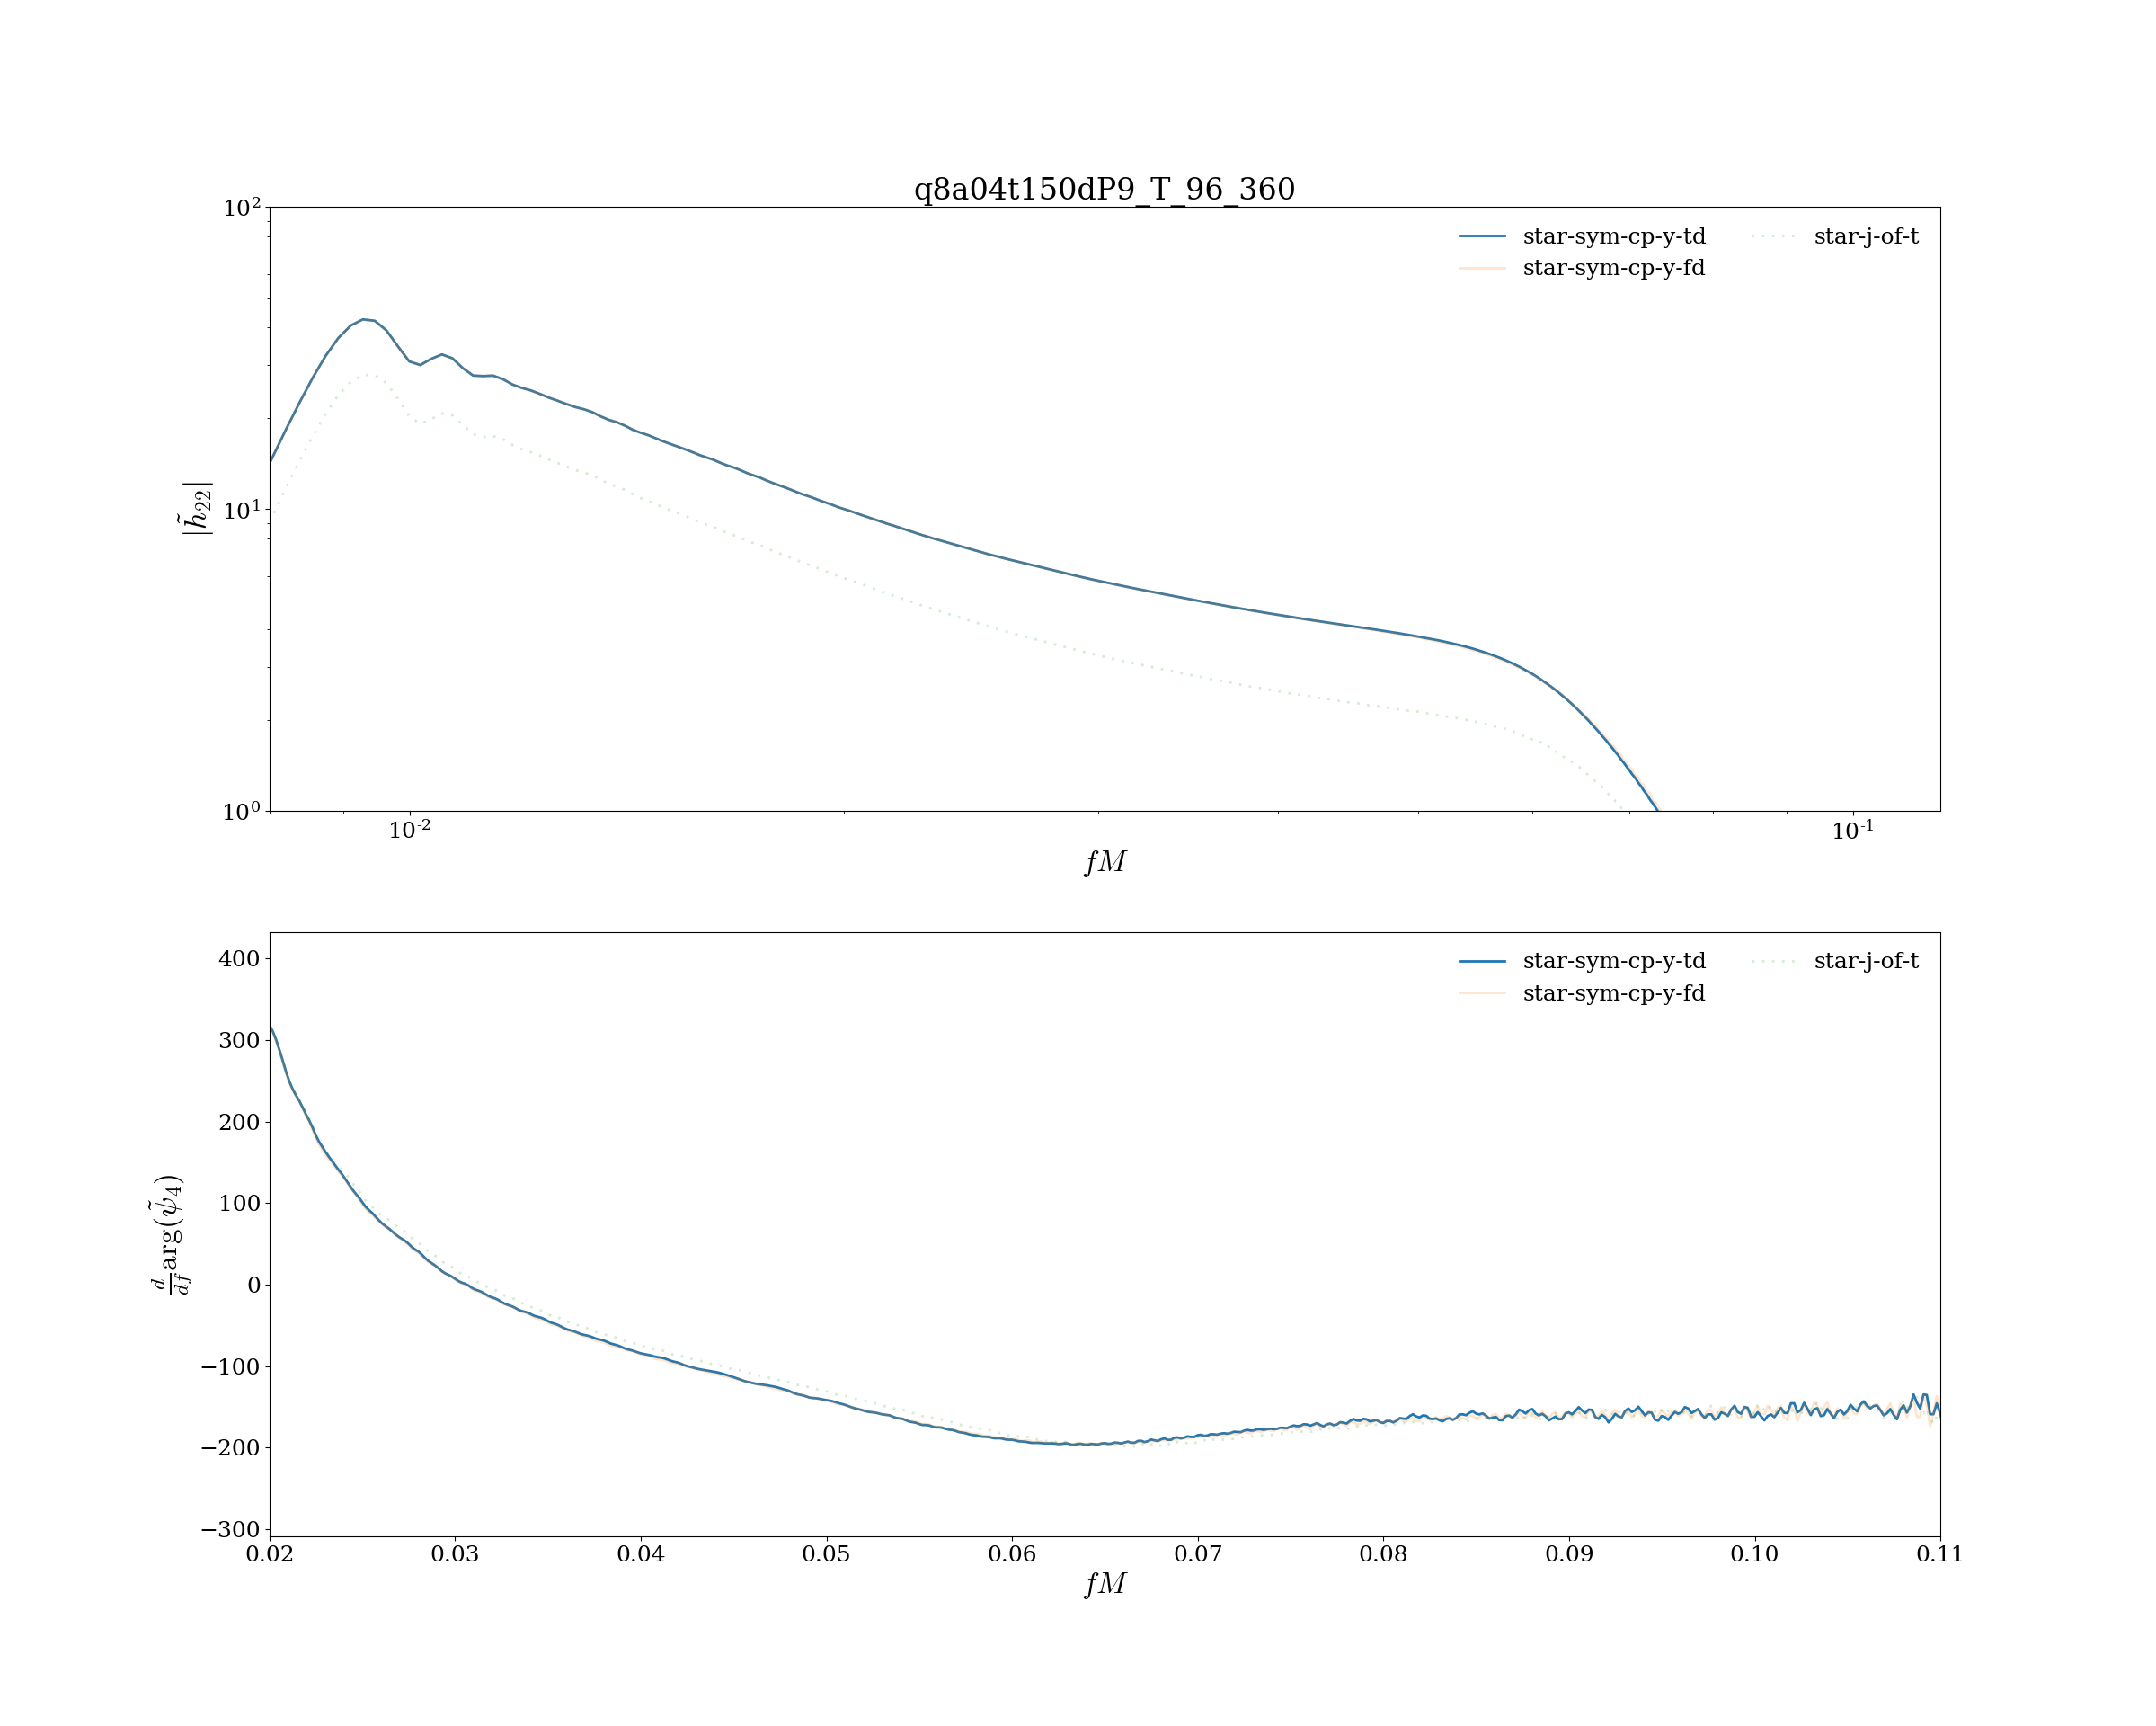 q8a04t150dP9_T_96_360
10²
10¹
10⁰
|h̃₂₂|
star-sym-cp-y-td
star-sym-cp-y-fd
star-j-of-t
10⁻²
10⁻¹
fM
400
300
200
100
0
−100
−200
−300
d/df arg(ψ̃₄)
star-sym-cp-y-td
star-sym-cp-y-fd
star-j-of-t
0.02 0.03 0.04 0.05 0.06 0.07 0.08 0.09 0.10 0.11
fM